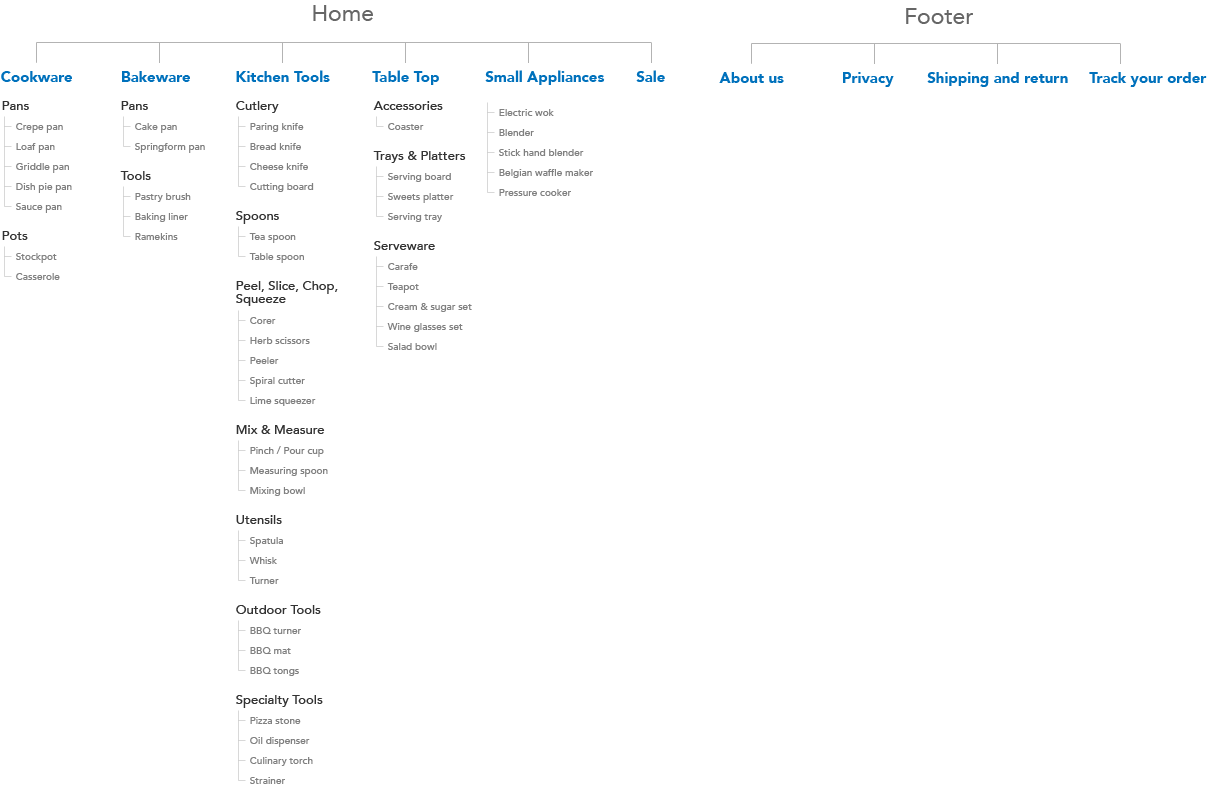 Home
Cookware
Pans
Crepe pan
Loaf pan
Griddle pan
Dish pie pan
Sauce pan
Pots
Stockpot
Casserole
Bakeware
Pans
Cake pan
Springform pan
Tools
Pastry brush
Baking liner
Ramekins
Kitchen Tools
Cutlery
Paring knife
Bread knife
Cheese knife
Cutting board
Spoons
Tea spoon
Table spoon
Peel, Slice, Chop,
Squeeze
Corer
Herb scissors
Peeler
Spiral cutter
Lime squeezer
Mix & Measure
Pinch / Pour cup
Measuring spoon
Mixing bowl
Utensils
Spatula
Whisk
Turner
Outdoor Tools
BBQ turner
BBQ mat
BBQ tongs
Specialty Tools
Pizza stone
Oil dispenser
Culinary torch
Strainer
Table Top
Accessories
Coaster
Trays & Platters
Serving board
Sweets platter
Serving tray
Serveware
Carafe
Teapot
Cream & sugar set
Wine glasses set
Salad bowl
Small Appliances
Electric wok
Blender
Stick hand blender
Belgian waffle maker
Pressure cooker
Sale
Footer
About us
Privacy
Shipping and return
Track your order